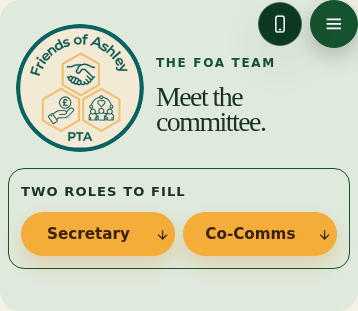 Friends of Ashley
£
PTA
THE FOA TEAM
Meet the
committee.
TWO ROLES TO FILL
Secretary ↓
Co-Comms ↓